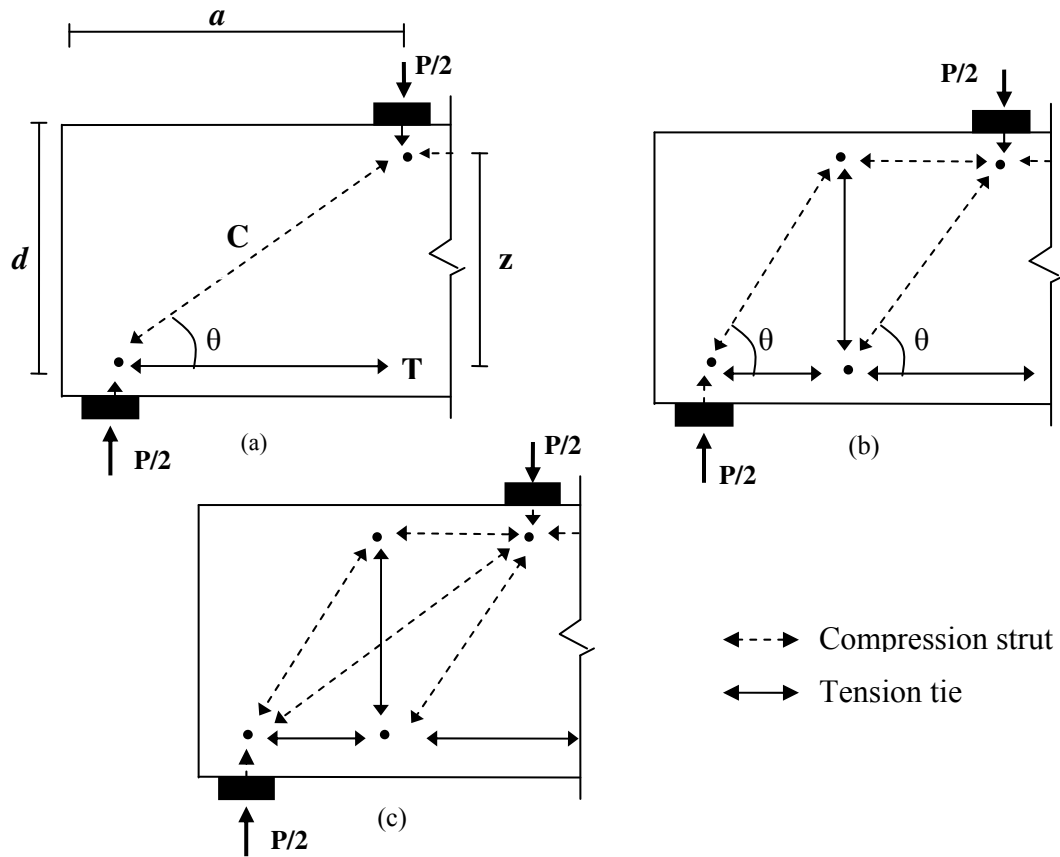 a
P/2
d
C
z
θ
T
P/2
(a)
P/2
θ
θ
P/2
(b)
P/2
P/2
(c)
Compression strut
Tension tie